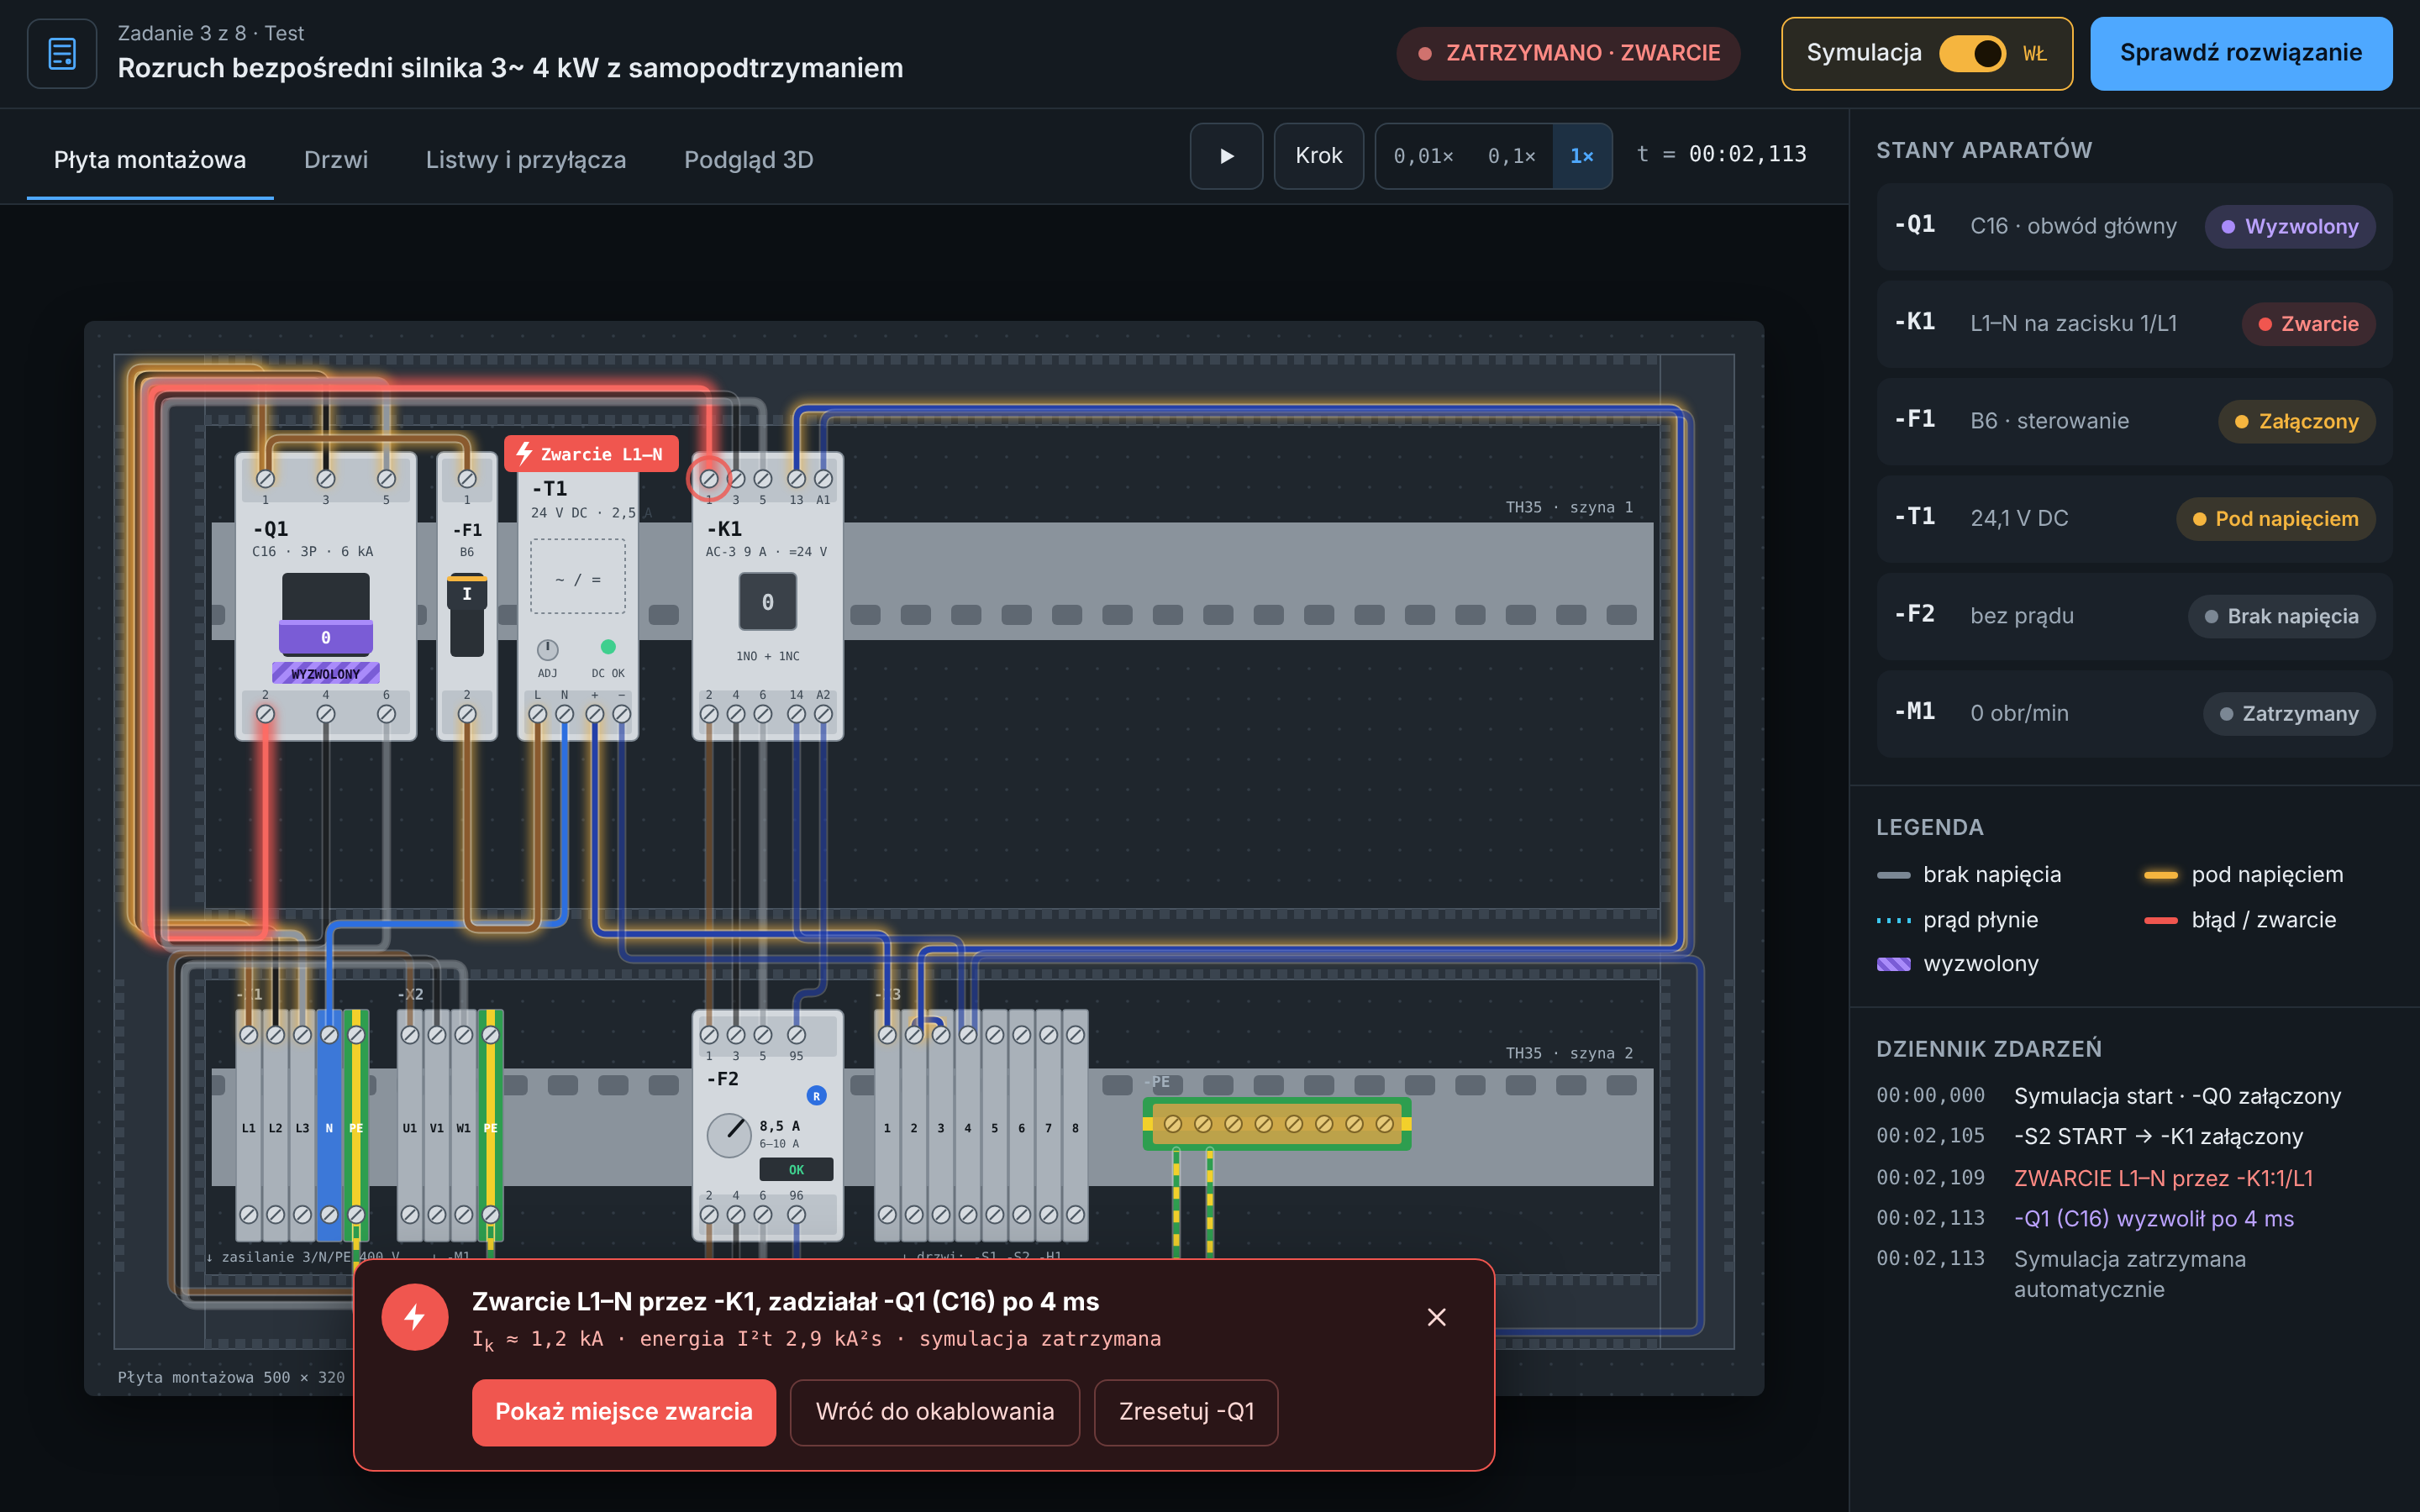 Zadanie 3 z 8 · Test
Rozruch bezpośredni silnika 3~ 4 kW z samopodtrzymaniem
ZATRZYMANO · ZWARCIE
Symulacja WŁ
Sprawdź rozwiązanie
Płyta montażowa Drzwi Listwy i przyłącza Podgląd 3D
Krok 0,01× 0,1× 1× t = 00:02,113
STANY APARATÓW
-Q1 C16 · obwód główny Wyzwolony
-K1 L1–N na zacisku 1/L1 Zwarcie
-F1 B6 · sterowanie Załączony
-T1 24,1 V DC Pod napięciem
-F2 bez prądu Brak napięcia
-M1 0 obr/min Zatrzymany
LEGENDA
brak napięcia pod napięciem
prąd płynie błąd / zwarcie
wyzwolony
DZIENNIK ZDARZEŃ
00:00,000 Symulacja start · -Q0 załączony
00:02,105 -S2 START → -K1 załączony
00:02,109 ZWARCIE L1–N przez -K1:1/L1
00:02,113 -Q1 (C16) wyzwolił po 4 ms
00:02,113 Symulacja zatrzymana
automatycznie
Zwarcie L1–N
1 3 5
-Q1
C16 · 3P · 6 kA
0
WYZWOLONY
2 4 6
1
-F1
B6
I
2
-T1
24 V DC · 2,5 A
~ / =
ADJ DC OK
L N + −
1 3 5 13 A1
-K1
AC-3 9 A · =24 V
0
1NO + 1NC
2 4 6 14 A2
TH35 · szyna 1
L1 L2 L3 N PE
-X2
U1 V1 W1 PE
1 3 5 95
-F2
R
8,5 A
6–10 A
OK
2 4 6 96
1 2 3 4 5 6 7 8
TH35 · szyna 2
-PE
↓ zasilanie 3/N/PE 400 V
↓ -M1
↓ drzwi: -S1 -S2 -H1
Płyta montażowa 500 × 320
Zwarcie L1–N przez -K1, zadziałał -Q1 (C16) po 4 ms
Ik ≈ 1,2 kA · energia I²t 2,9 kA²s · symulacja zatrzymana
Pokaż miejsce zwarcia Wróć do okablowania Zresetuj -Q1